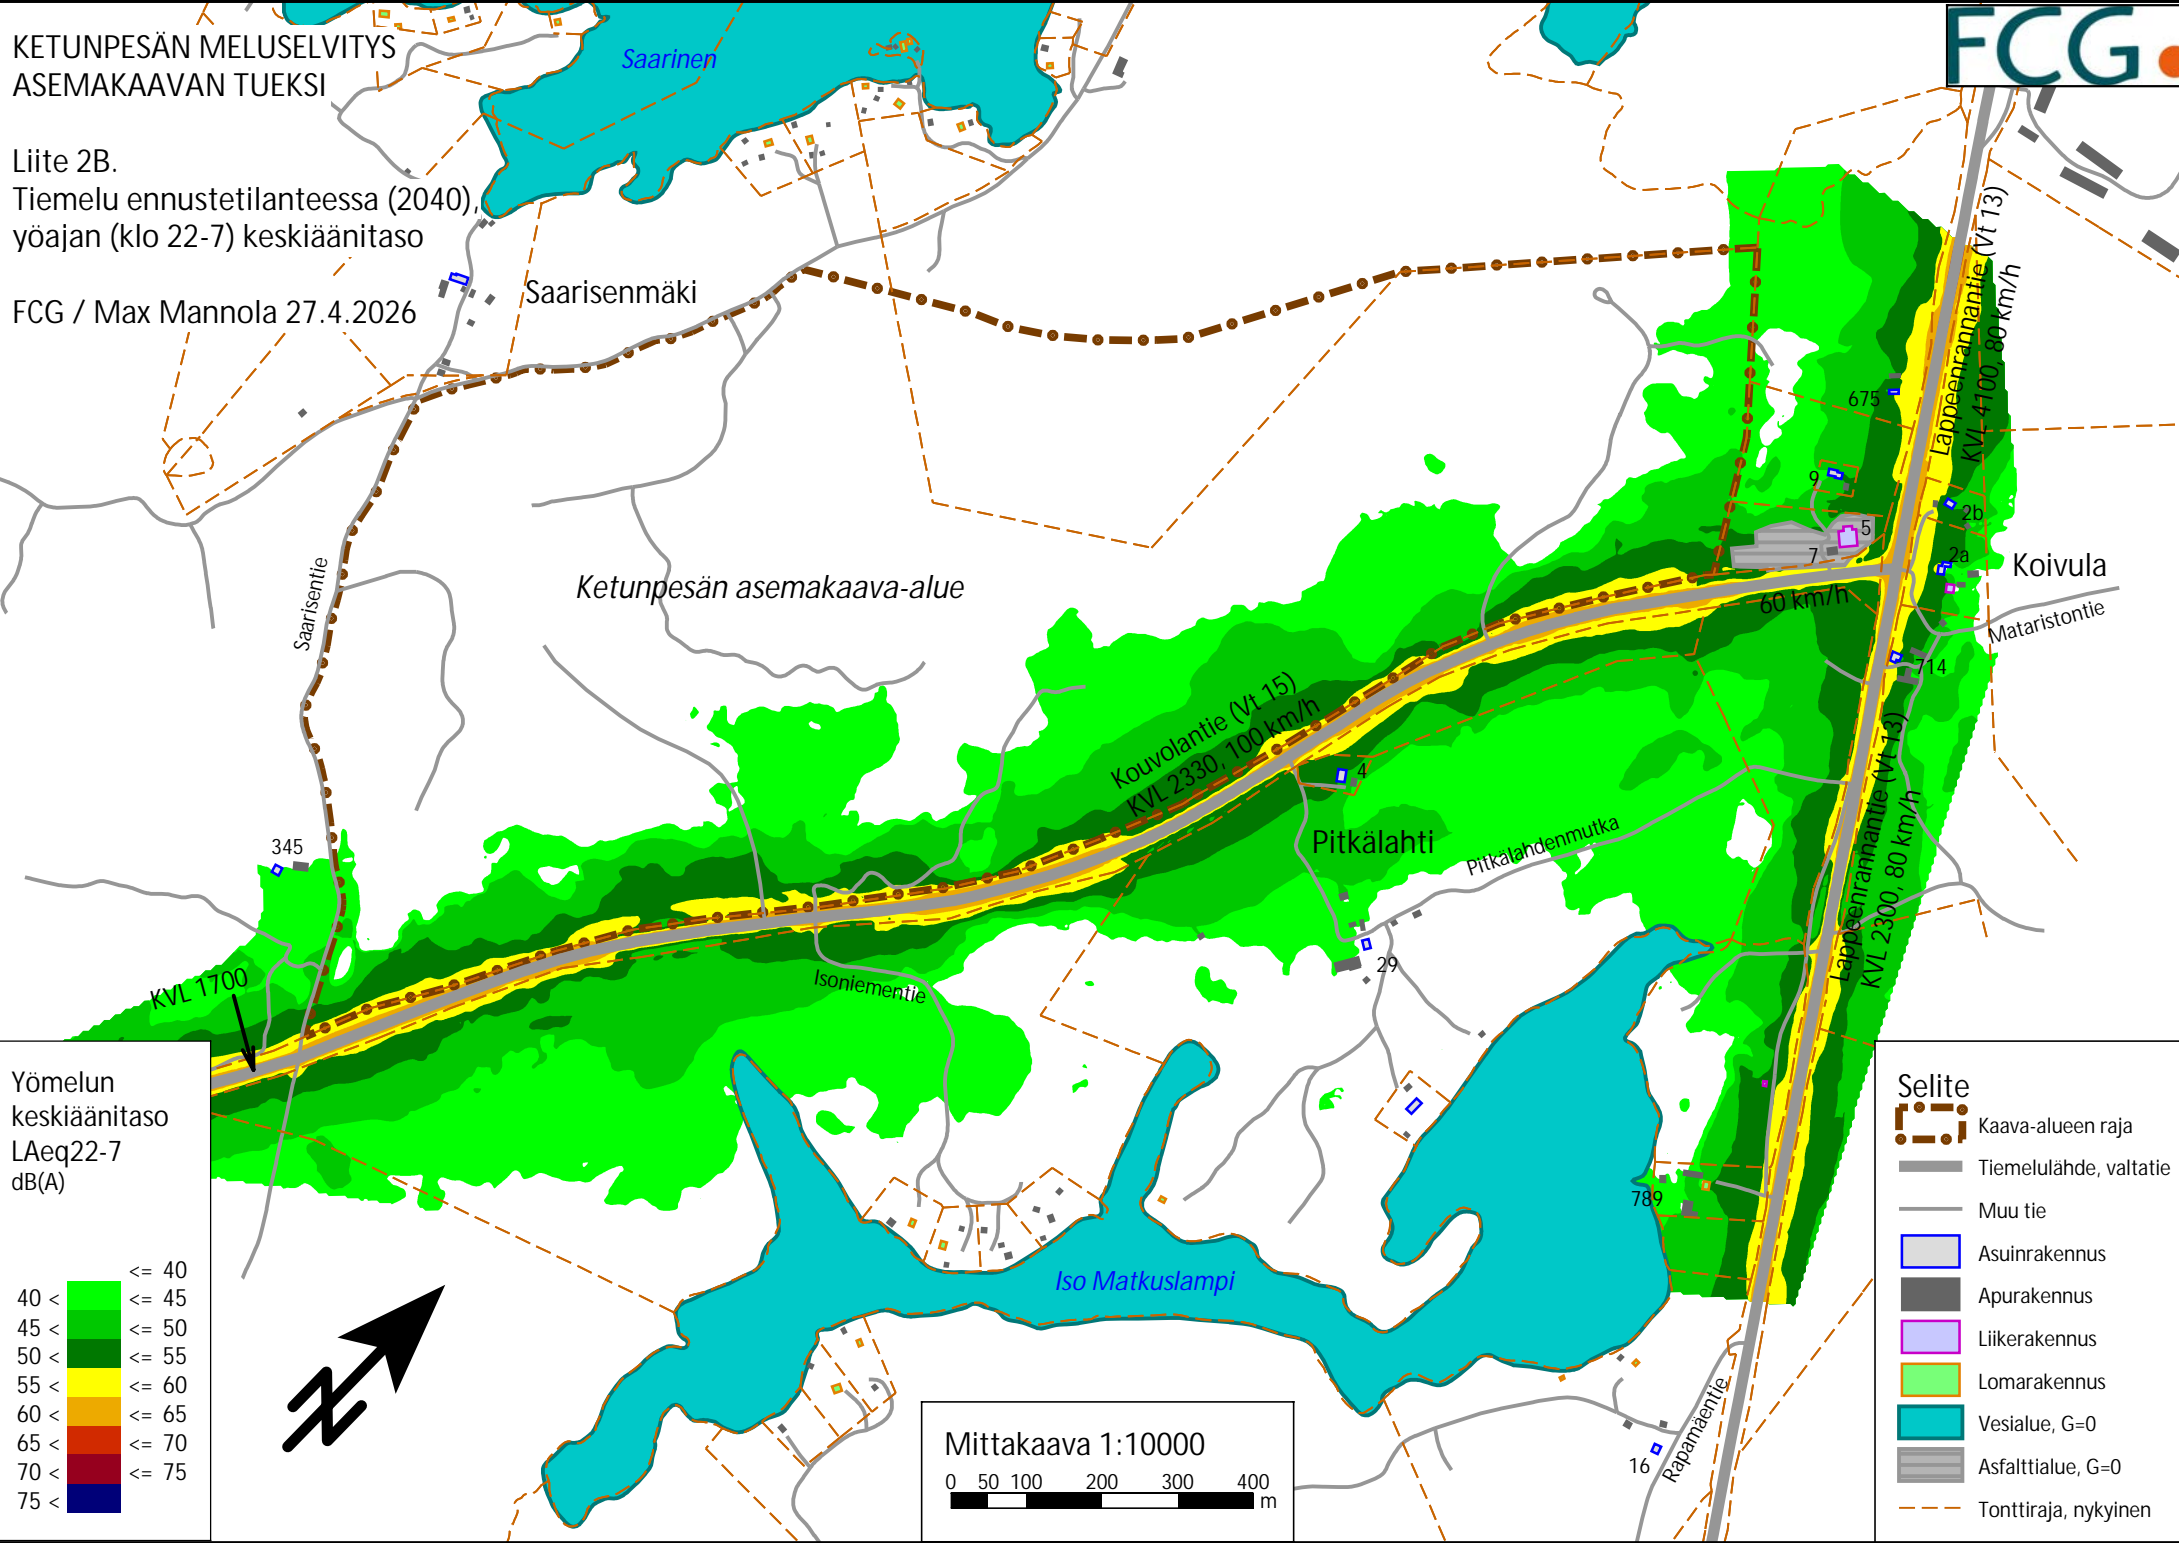 KETUNPESÄN MELUSELVITYS
ASEMAKAAVAN TUEKSI
Liite 2B.
Tiemelu ennustetilanteessa (2040),
yöajan (klo 22-7) keskiäänitaso
FCG / Max Mannola 27.4.2026
FCG
Saarinen
Saarisenmäki
Lappeenrannantie (Vt 13)
KVL 4100, 80 km/h
675
9
5
7
2b
2a
Koivula
Mataristontie
60 km/h
714
Ketunpesän asemakaava-alue
Saarisentie
Kouvolantie (Vt 15)
KVL 2330, 100 km/h
4
Pitkälahti
Pitkälahdenmutka
Lappeenrannantie (Vt 13)
KVL 2300, 80 km/h
345
KVL 1700
Isoniementie
29
789
Iso Matkuslampi
16
Rapamäentie
Yömelun
keskiäänitaso
LAeq22-7
dB(A)
<= 40
40 < <= 45
45 < <= 50
50 < <= 55
55 < <= 60
60 < <= 65
65 < <= 70
70 < <= 75
75 <
Mittakaava 1:10000
0 50 100 200 300 400
m
Selite
Kaava-alueen raja
Tiemelulähde, valtatie
Muu tie
Asuinrakennus
Apurakennus
Liikerakennus
Lomarakennus
Vesialue, G=0
Asfalttialue, G=0
Tonttiraja, nykyinen